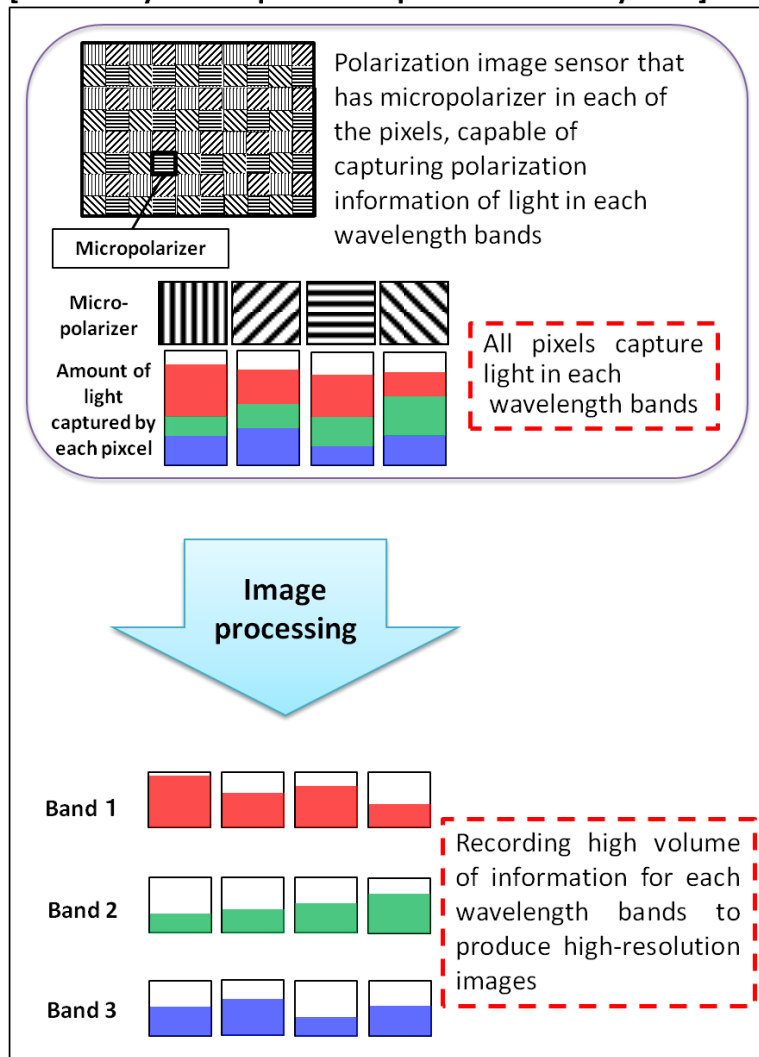 Polarization image sensor that
has micropolarizer in each of
the pixels, capable of
capturing polarization
information of light in each
wavelength bands
Micropolarizer
Micro-
polarizer
Amount of
light
captured by
each pixcel
All pixels capture
light in each
wavelength bands
Image
processing
Band 1
Band 2
Band 3
Recording high volume
of information for each
wavelength bands to
produce high-resolution
images